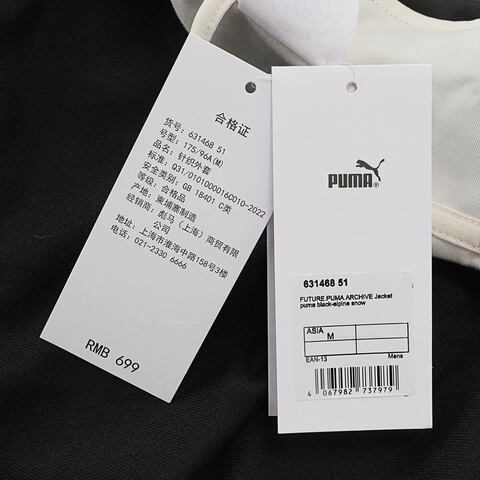 合格证
货号: 631468 51
号型: 175/96A(M)
品名: 针织外套
标准: Q31/0101000016C010-2022
安全类别: GB 18401 C类
等级: 合格品
产地: 柬埔寨制造
经销商: 彪马（上海）商贸有限
公司
地址: 上海市淮海中路158号3楼
电话: 021-2330 6666
RMB 699
PUMA
631468 51
FUTURE.PUMA.ARCHIVE Jacket
puma black-alpine snow
ASIA
M
EAN-13
Mens
4 067982 737979